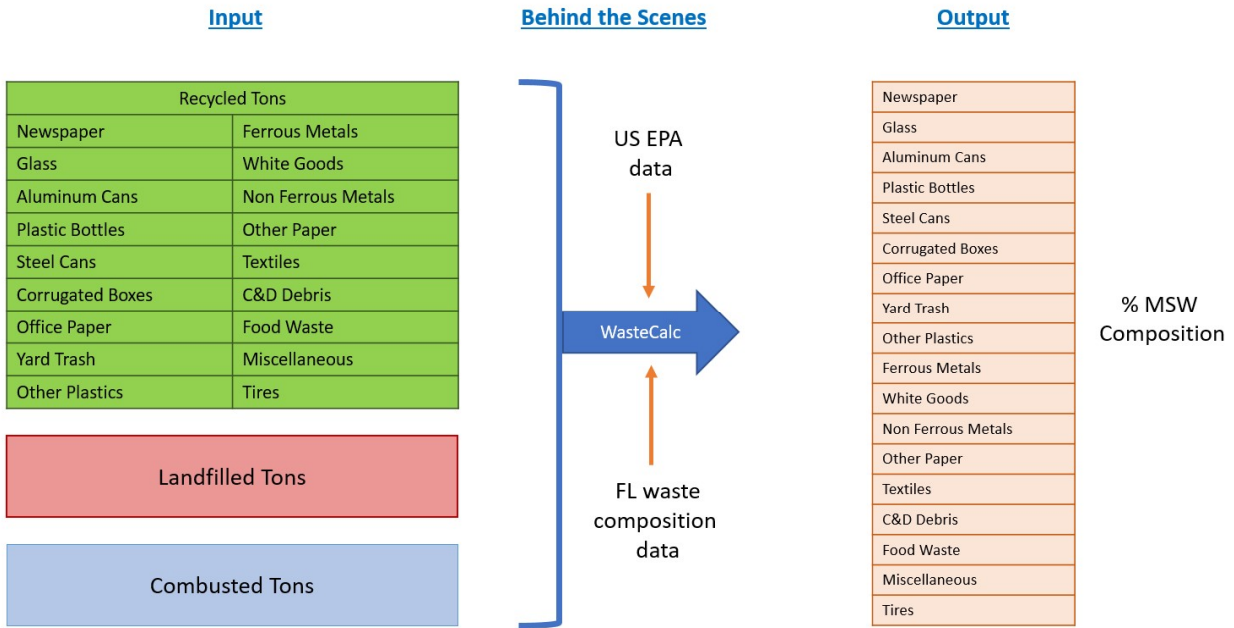 Input
Behind the Scenes
Output
Recycled Tons
Newspaper
Ferrous Metals
Glass
White Goods
Aluminum Cans
Non Ferrous Metals
Plastic Bottles
Other Paper
Steel Cans
Textiles
Corrugated Boxes
C&D Debris
Office Paper
Food Waste
Yard Trash
Miscellaneous
Other Plastics
Tires
Landfilled Tons
Combusted Tons
US EPA
data
WasteCalc
FL waste
composition
data
Newspaper
Glass
Aluminum Cans
Plastic Bottles
Steel Cans
Corrugated Boxes
Office Paper
Yard Trash
Other Plastics
Ferrous Metals
White Goods
Non Ferrous Metals
Other Paper
Textiles
C&D Debris
Food Waste
Miscellaneous
Tires
% MSW
Composition